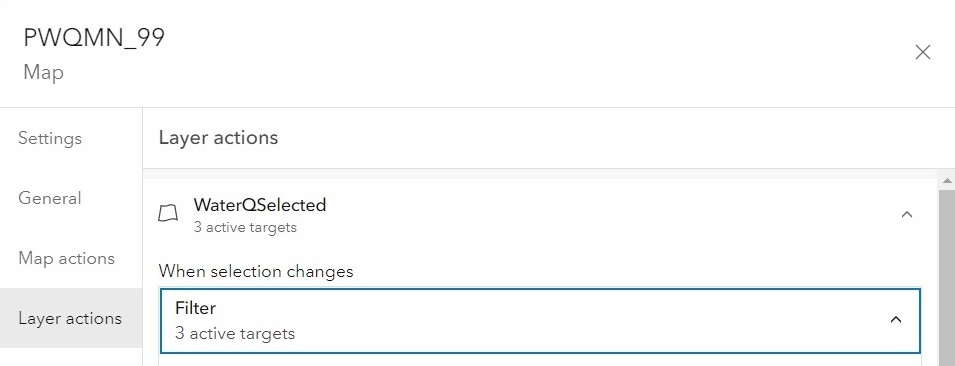 PWQMN_99
Map
Settings
Layer actions
General
WaterQSelected
3 active targets
Map actions
When selection changes
Layer actions
Filter
3 active targets